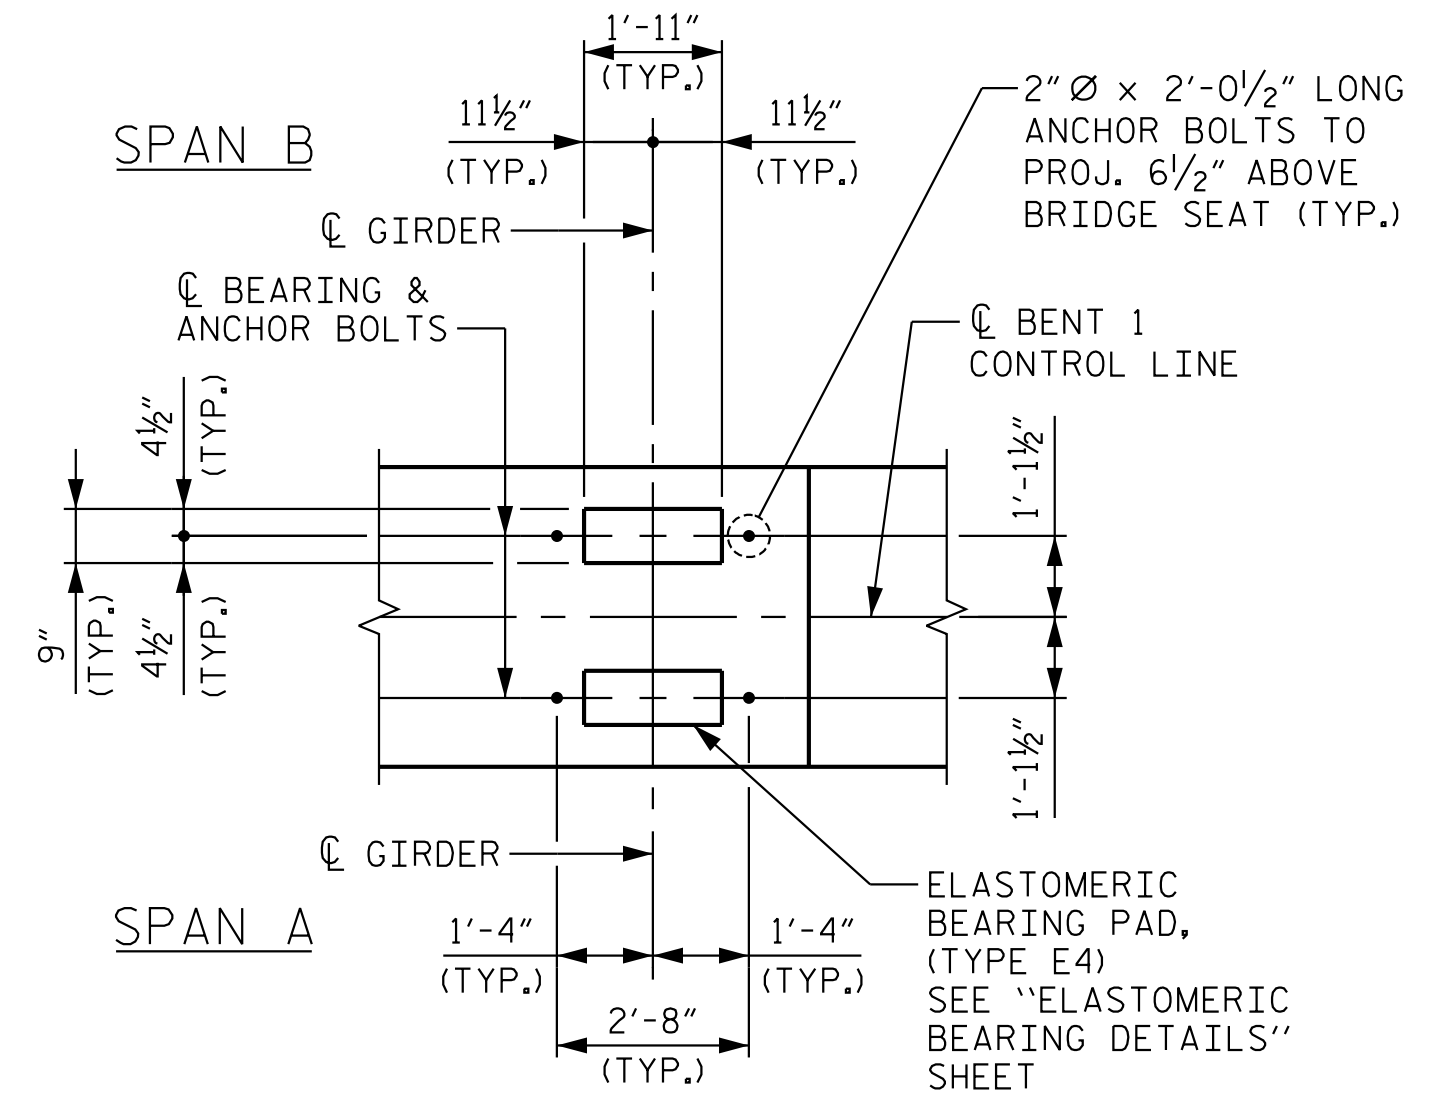 1'-11"
(TYP.)
11½"
(TYP.)
11½"
(TYP.)
2"Ø x 2'-0½" LONG
ANCHOR BOLTS TO
PROJ. 6½" ABOVE
BRIDGE SEAT (TYP.)
SPAN B
℄ GIRDER
℄ BEARING &
ANCHOR BOLTS
℄ BENT 1
CONTROL LINE
4½"
(TYP.)
1'-1½"
9"
(TYP.)
4½"
(TYP.)
1'-1½"
℄ GIRDER
SPAN A
1'-4"
(TYP.)
1'-4"
(TYP.)
2'-8"
(TYP.)
ELASTOMERIC
BEARING PAD,
(TYPE E4)
SEE "ELASTOMERIC
BEARING DETAILS"
SHEET